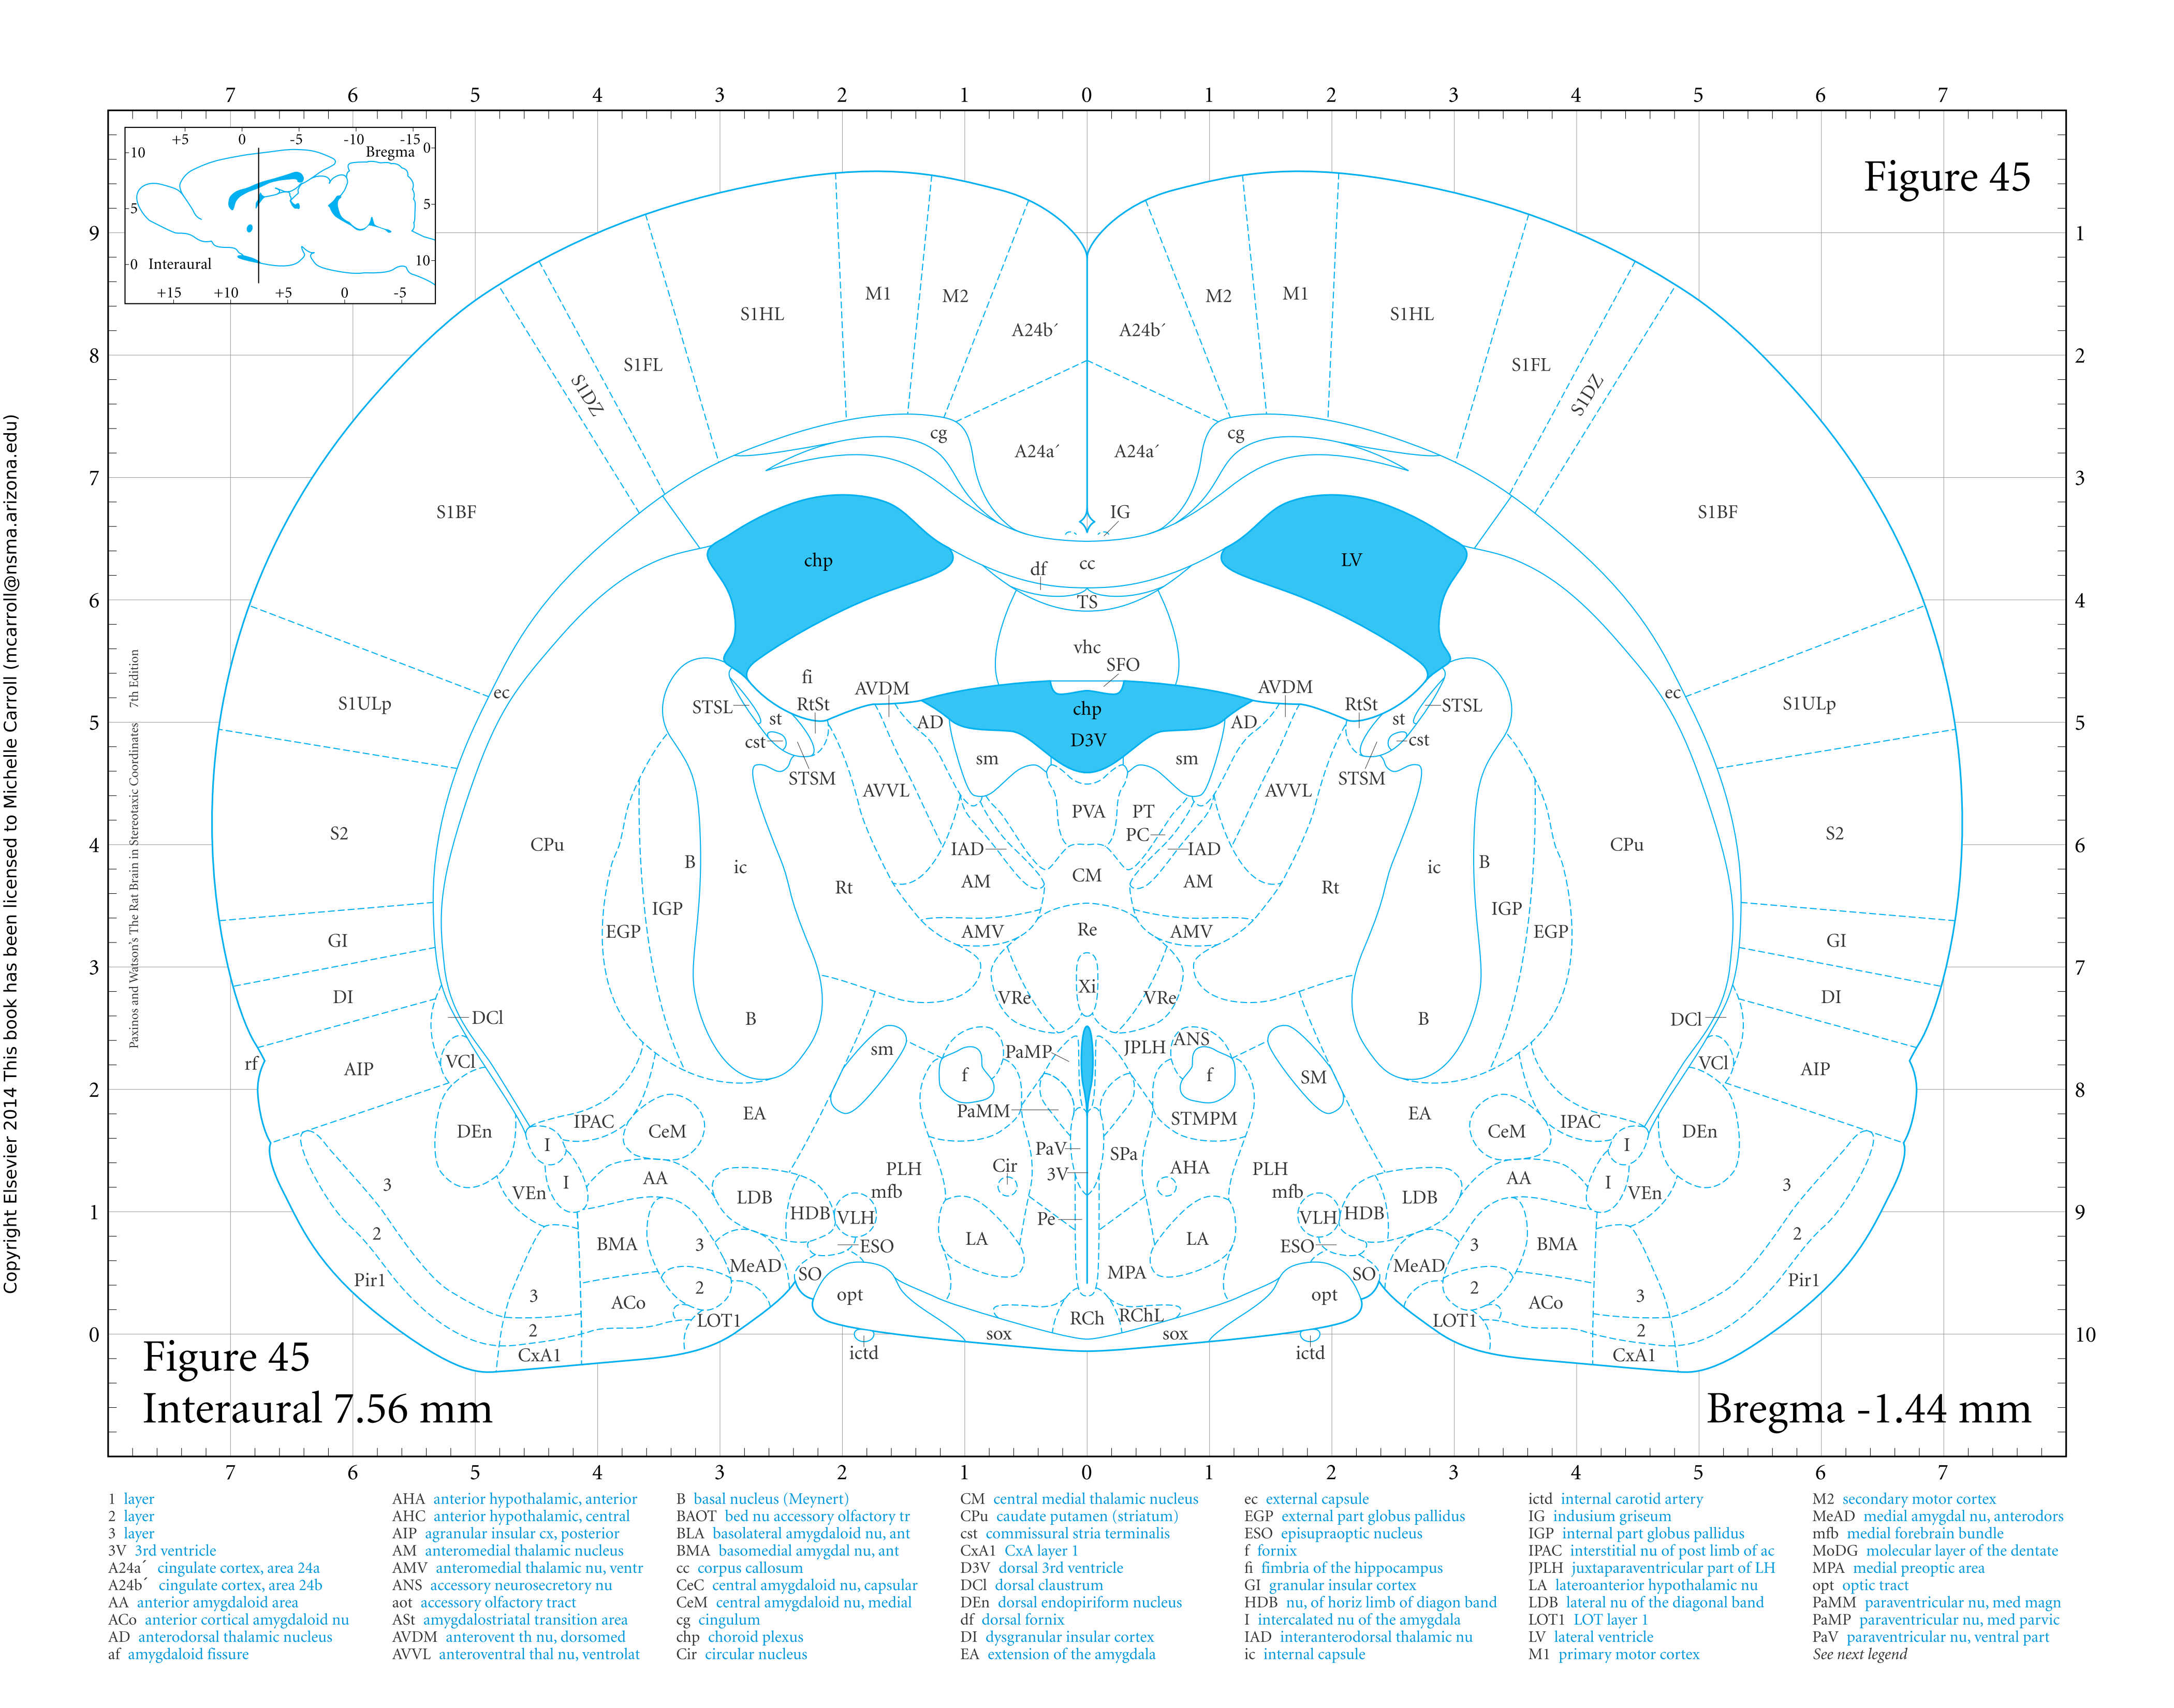 7 6 5 4 3 2 1 0 1 2 3 4 5 6 7
+5 0 -5 -10 -15
Bregma 0
10
5 5
0 Interaural 10
+15 +10 +5 0 -5
Figure 45
9 8 7 6 5 4 3 2 1 0
1 2 3 4 5 6 7 8 9 10
Copyright Elsevier 2014 This book has been licensed to Michelle Carroll (mcarroll@nsma.arizona.edu)
Paxinos and Watson's The Rat Brain in Stereotaxic Coordinates 7th Edition
S1HL M1 M2 A24b´ A24b´ M2 M1 S1HL
S1FL S1FL
S1DZ S1DZ
cg A24a´ A24a´ cg
S1BF IG S1BF
chp df cc LV
TS
vhc
SFO
fi
ec AVDM AVDM ec
S1ULp STSL RtSt chp RtSt STSL S1ULp
st AD AD st
cst D3V cst
sm sm
STSM STSM
AVVL AVVL
PVA PT
S2 PC S2
CPu IAD IAD CPu
B ic Rt AM CM AM Rt ic B
IGP IGP
EGP AMV Re AMV EGP
GI GI
DI VRe Xi VRe DI
DCl B B DCl
rf VCl sm PaMP JPLH ANS VCl
AIP f f SM AIP
EA PaMM STMPM EA
DEn IPAC CeM CeM IPAC DEn
I PaV SPa I
PLH Cir 3V AHA PLH
3 VEn I AA mfb mfb AA I VEn 3
LDB HDB VLH Pe VLH HDB LDB
2 BMA 3 ESO LA LA ESO 3 BMA 2
Pir1 MeAD SO MPA SO MeAD Pir1
3 ACo 2 opt opt 2 ACo 3
LOT1 RCh RChL LOT1
2 sox sox 2
CxA1 ictd ictd CxA1
Figure 45
Interaural 7.56 mm
Bregma -1.44 mm
7 6 5 4 3 2 1 0 1 2 3 4 5 6 7
1 layer
2 layer
3 layer
3V 3rd ventricle
A24a´ cingulate cortex, area 24a
A24b´ cingulate cortex, area 24b
AA anterior amygdaloid area
ACo anterior cortical amygdaloid nu
AD anterodorsal thalamic nucleus
af amygdaloid fissure
AHA anterior hypothalamic, anterior
AHC anterior hypothalamic, central
AIP agranular insular cx, posterior
AM anteromedial thalamic nucleus
AMV anteromedial thalamic nu, ventr
ANS accessory neurosecretory nu
aot accessory olfactory tract
ASt amygdalostriatal transition area
AVDM anterovent th nu, dorsomed
AVVL anteroventral thal nu, ventrolat
B basal nucleus (Meynert)
BAOT bed nu accessory olfactory tr
BLA basolateral amygdaloid nu, ant
BMA basomedial amygdal nu, ant
cc corpus callosum
CeC central amygdaloid nu, capsular
CeM central amygdaloid nu, medial
cg cingulum
chp choroid plexus
Cir circular nucleus
CM central medial thalamic nucleus
CPu caudate putamen (striatum)
cst commissural stria terminalis
CxA1 CxA layer 1
D3V dorsal 3rd ventricle
DCl dorsal claustrum
DEn dorsal endopiriform nucleus
df dorsal fornix
DI dysgranular insular cortex
EA extension of the amygdala
ec external capsule
EGP external part globus pallidus
ESO episupraoptic nucleus
f fornix
fi fimbria of the hippocampus
GI granular insular cortex
HDB nu, of horiz limb of diagon band
I intercalated nu of the amygdala
IAD interanterodorsal thalamic nu
ic internal capsule
ictd internal carotid artery
IG indusium griseum
IGP internal part globus pallidus
IPAC interstitial nu of post limb of ac
JPLH juxtaparaventricular part of LH
LA lateroanterior hypothalamic nu
LDB lateral nu of the diagonal band
LOT1 LOT layer 1
LV lateral ventricle
M1 primary motor cortex
M2 secondary motor cortex
MeAD medial amygdal nu, anterodors
mfb medial forebrain bundle
MoDG molecular layer of the dentate
MPA medial preoptic area
opt optic tract
PaMM paraventricular nu, med magn
PaMP paraventricular nu, med parvic
PaV paraventricular nu, ventral part
See next legend